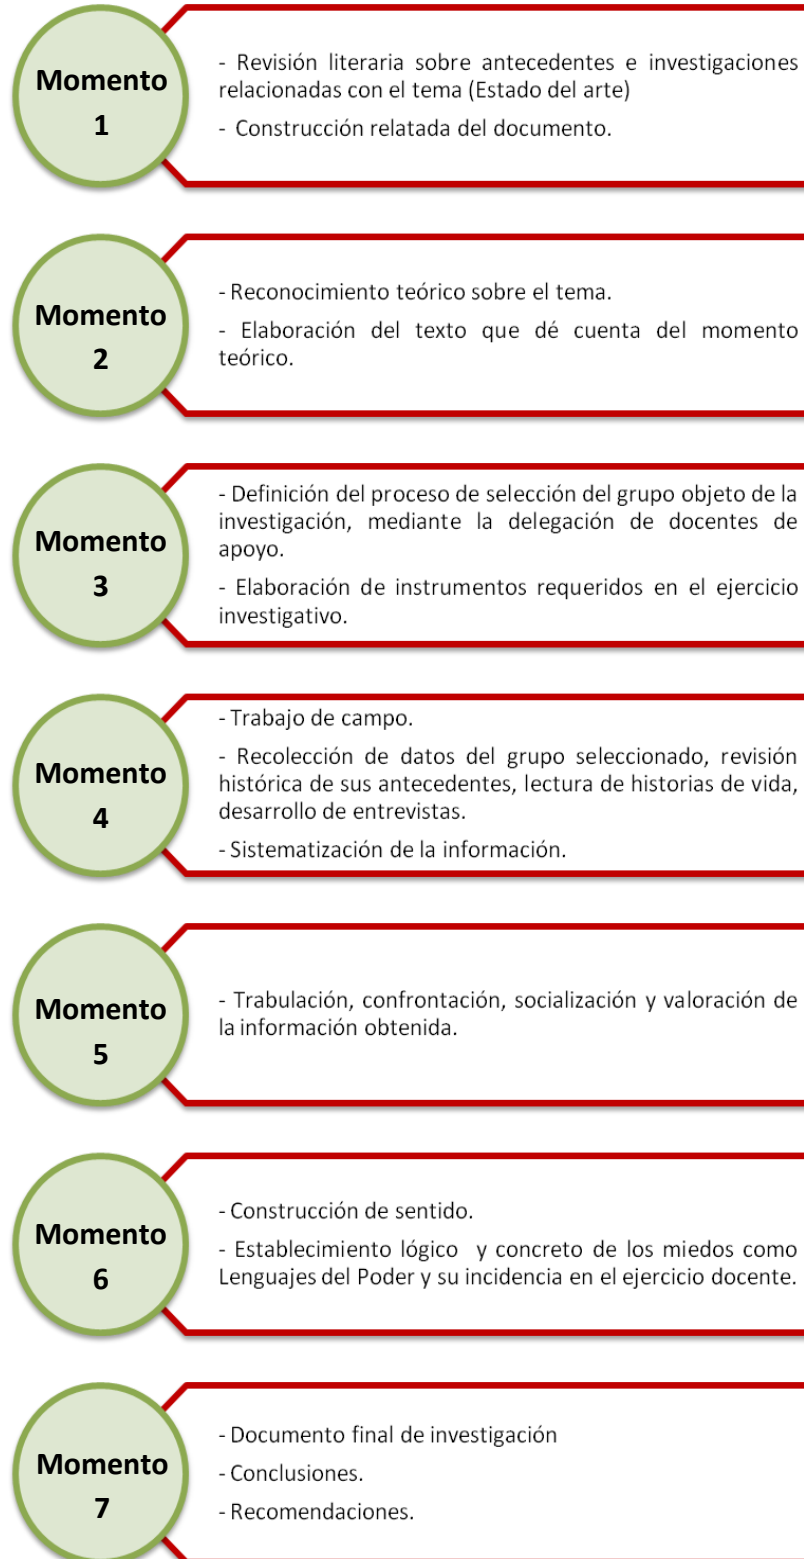 Momento
1
- Revisión literaria sobre antecedentes e investigaciones
relacionadas con el tema (Estado del arte)
- Construcción relatada del documento.
Momento
2
- Reconocimiento teórico sobre el tema.
- Elaboración del texto que dé cuenta del momento
teórico.
Momento
3
- Definición del proceso de selección del grupo objeto de la
investigación, mediante la delegación de docentes de
apoyo.
- Elaboración de instrumentos requeridos en el ejercicio
investigativo.
Momento
4
- Trabajo de campo.
- Recolección de datos del grupo seleccionado, revisión
histórica de sus antecedentes, lectura de historias de vida,
desarrollo de entrevistas.
- Sistematización de la información.
Momento
5
- Trabulación, confrontación, socialización y valoración de
la información obtenida.
Momento
6
- Construcción de sentido.
- Establecimiento lógico y concreto de los miedos como
Lenguajes del Poder y su incidencia en el ejercicio docente.
Momento
7
- Documento final de investigación
- Conclusiones.
- Recomendaciones.